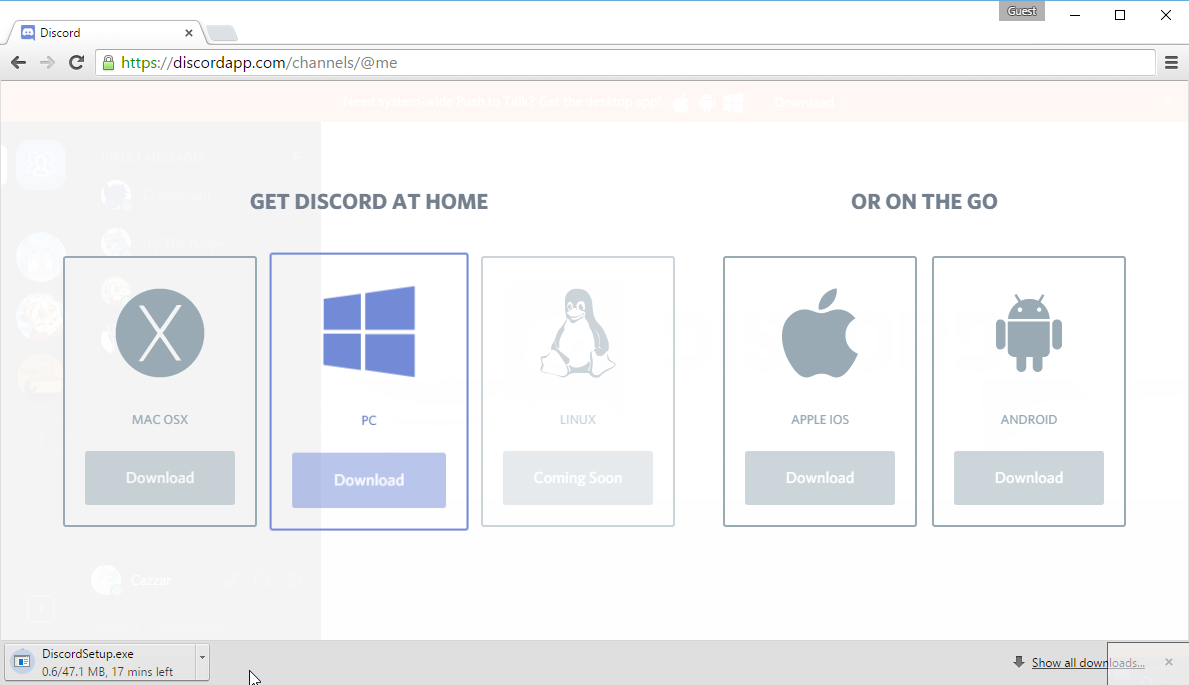 Guest
Discord
https://discordapp.com/channels/@me
Need system-wide Push to Talk? Get the desktop app! Download
GET DISCORD AT HOME
OR ON THE GO
MAC OSX
PC
LINUX
APPLE IOS
ANDROID
Download
Download
Coming Soon
Download
Download
Cazzar
DiscordSetup.exe
0.6/47.1 MB, 17 mins left
Show all downloads...